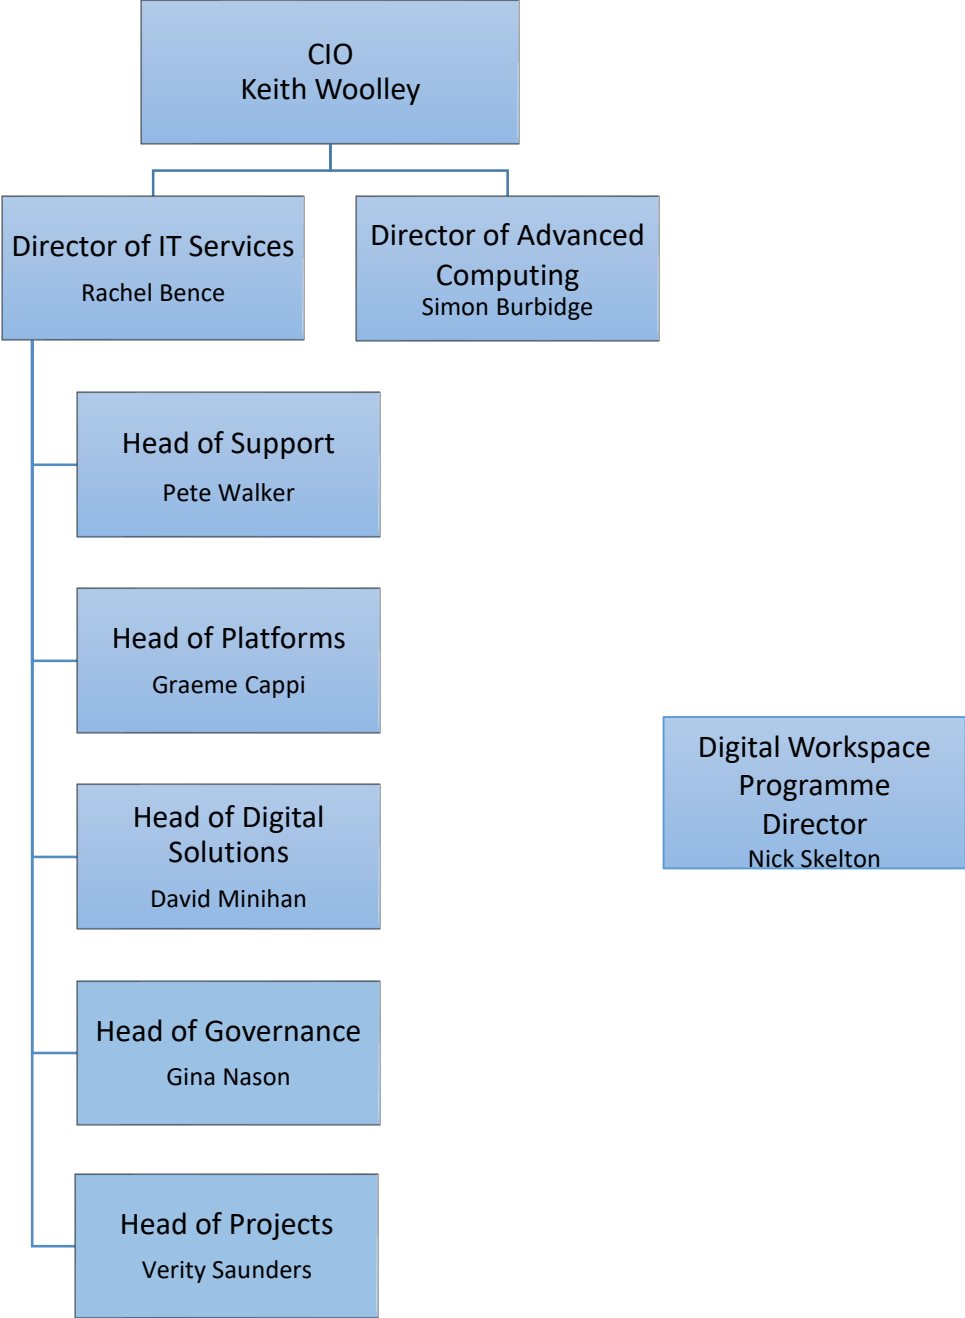 CIO
Keith Woolley
Director of IT Services
Rachel Bence
Director of Advanced
Computing
Simon Burbidge
Head of Support
Pete Walker
Head of Platforms
Graeme Cappi
Head of Digital
Solutions
David Minihan
Digital Workspace
Programme
Director
Nick Skelton
Head of Governance
Gina Nason
Head of Projects
Verity Saunders